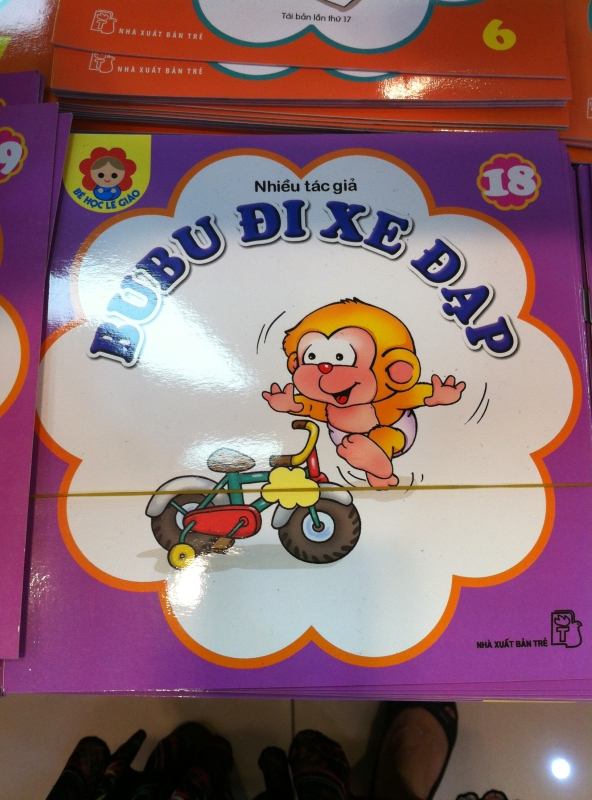 Tái bản lần thứ 17
NHÀ XUẤT BẢN TRẺ
6
NHÀ XUẤT BẢN TRẺ
9
BÉ HỌC LỄ GIÁO
Nhiều tác giả
18
BUBU ĐI XE ĐẠP
NHÀ XUẤT BẢN TRẺ
T